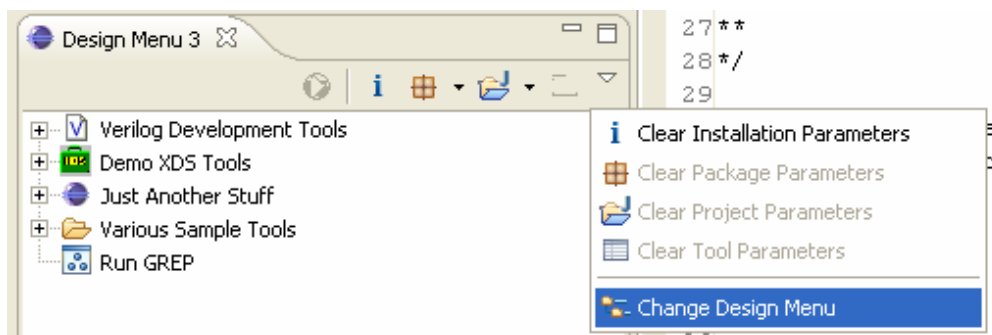 Design Menu 3
27 **
28 */
29
Verilog Development Tools
Demo XDS Tools
Just Another Stuff
Various Sample Tools
Run GREP
Clear Installation Parameters
Clear Package Parameters
Clear Project Parameters
Clear Tool Parameters
Change Design Menu